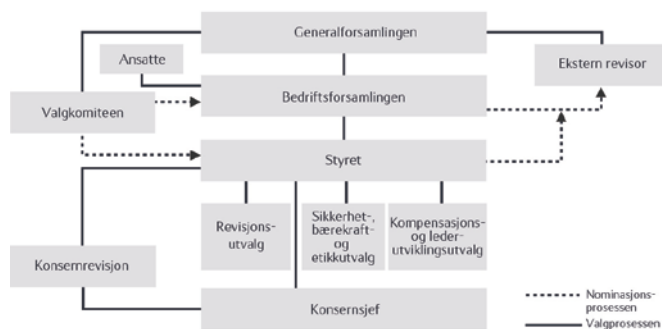 Generalforsamlingen
Ansatte
Ekstern revisor
Bedriftsforsamlingen
Valgkomiteen
Styret
Revisjons-
utvalg
Sikkerhet-,
bærekraft-
og
etikkutvalg
Kompensasjons-
og leder-
utviklingsutvalg
Konsernrevisjon
Konsernsjef
Nominasjons-
prosessen
Valgprosessen